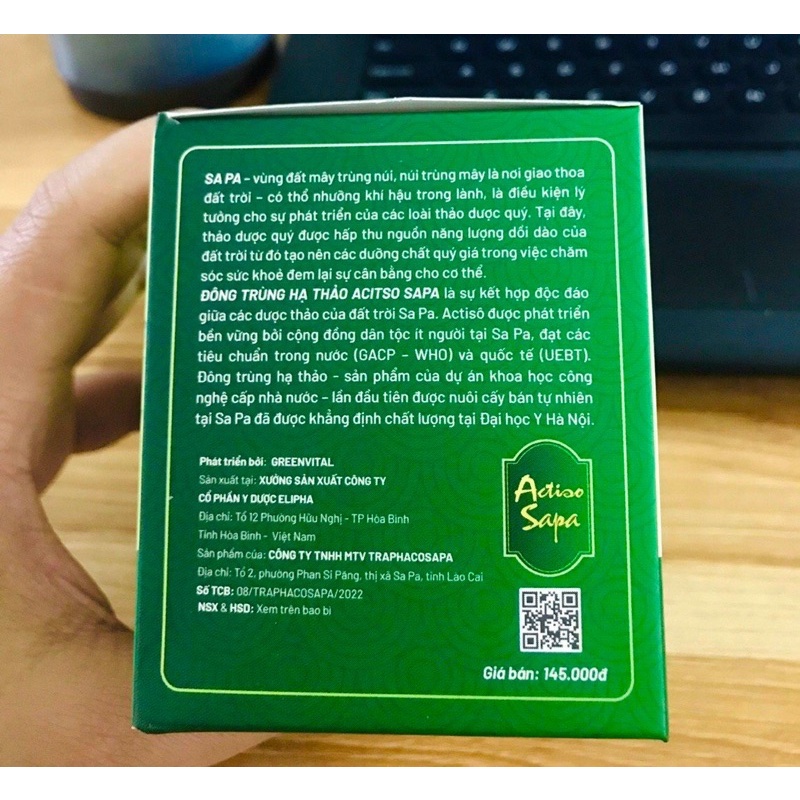 SA PA - vùng đất mây trùng núi, núi trùng mây là nơi giao thoa
đất trời - có thổ nhưỡng khí hậu trong lành, là điều kiện lý
tưởng cho sự phát triển của các loài thảo dược quý. Tại đây,
thảo dược quý được hấp thu nguồn năng lượng dồi dào của
đất trời từ đó tạo nên các dưỡng chất quý giá trong việc chăm
sóc sức khoẻ đem lại sự cân bằng cho cơ thể.
ĐÔNG TRÙNG HẠ THẢO ACITSO SAPA là sự kết hợp độc đáo
giữa các dược thảo của đất trời Sa Pa. Actisô được phát triển
bền vững bởi cộng đồng dân tộc ít người tại Sa Pa, đạt các
tiêu chuẩn trong nước (GACP - WHO) và quốc tế (UEBT).
Đông trùng hạ thảo - sản phẩm của dự án khoa học công
nghệ cấp nhà nước - lần đầu tiên được nuôi cấy bán tự nhiên
tại Sa Pa đã được khẳng định chất lượng tại Đại học Y Hà Nội.
Phát triển bởi: GREENVITAL
Sản xuất tại: XƯỞNG SẢN XUẤT CÔNG TY
CỔ PHẦN Y DƯỢC ELIPHA
Địa chỉ: Tổ 12 Phường Hữu Nghị - TP Hòa Bình
Tỉnh Hòa Bình - Việt Nam
Sản phẩm của: CÔNG TY TNHH MTV TRAPHACOSAPA
Địa chỉ: Tổ 2, phường Phan Si Păng, thị xã Sa Pa, tỉnh Lào Cai
Số TCB: 08/TRAPHACOSAPA/2022
NSX & HSD: Xem trên bao bì
Actiso
Sapa
Giá bán: 145.000đ